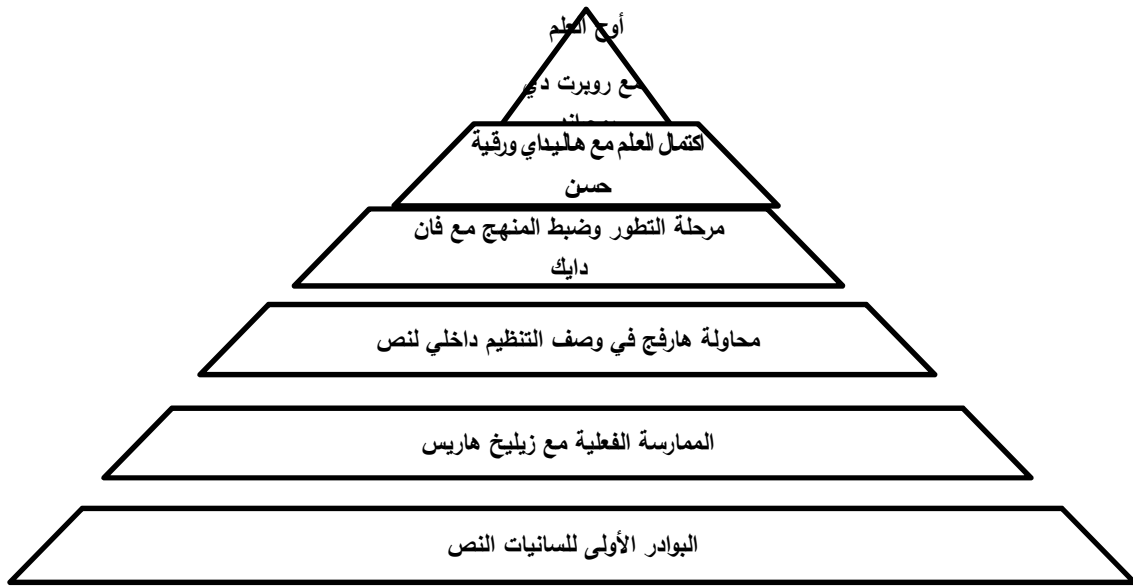 أوج العلم
مع روبرت دي
اكتمال العلم مع هاليداي ورقية
حسن
مرحلة التطور وضبط المنهج مع فان
دايك
محاولة هارفج في وصف التنظيم داخلي لنص
الممارسة الفعلية مع زيليخ هاريس
البوادر الأولى للسانيات النص